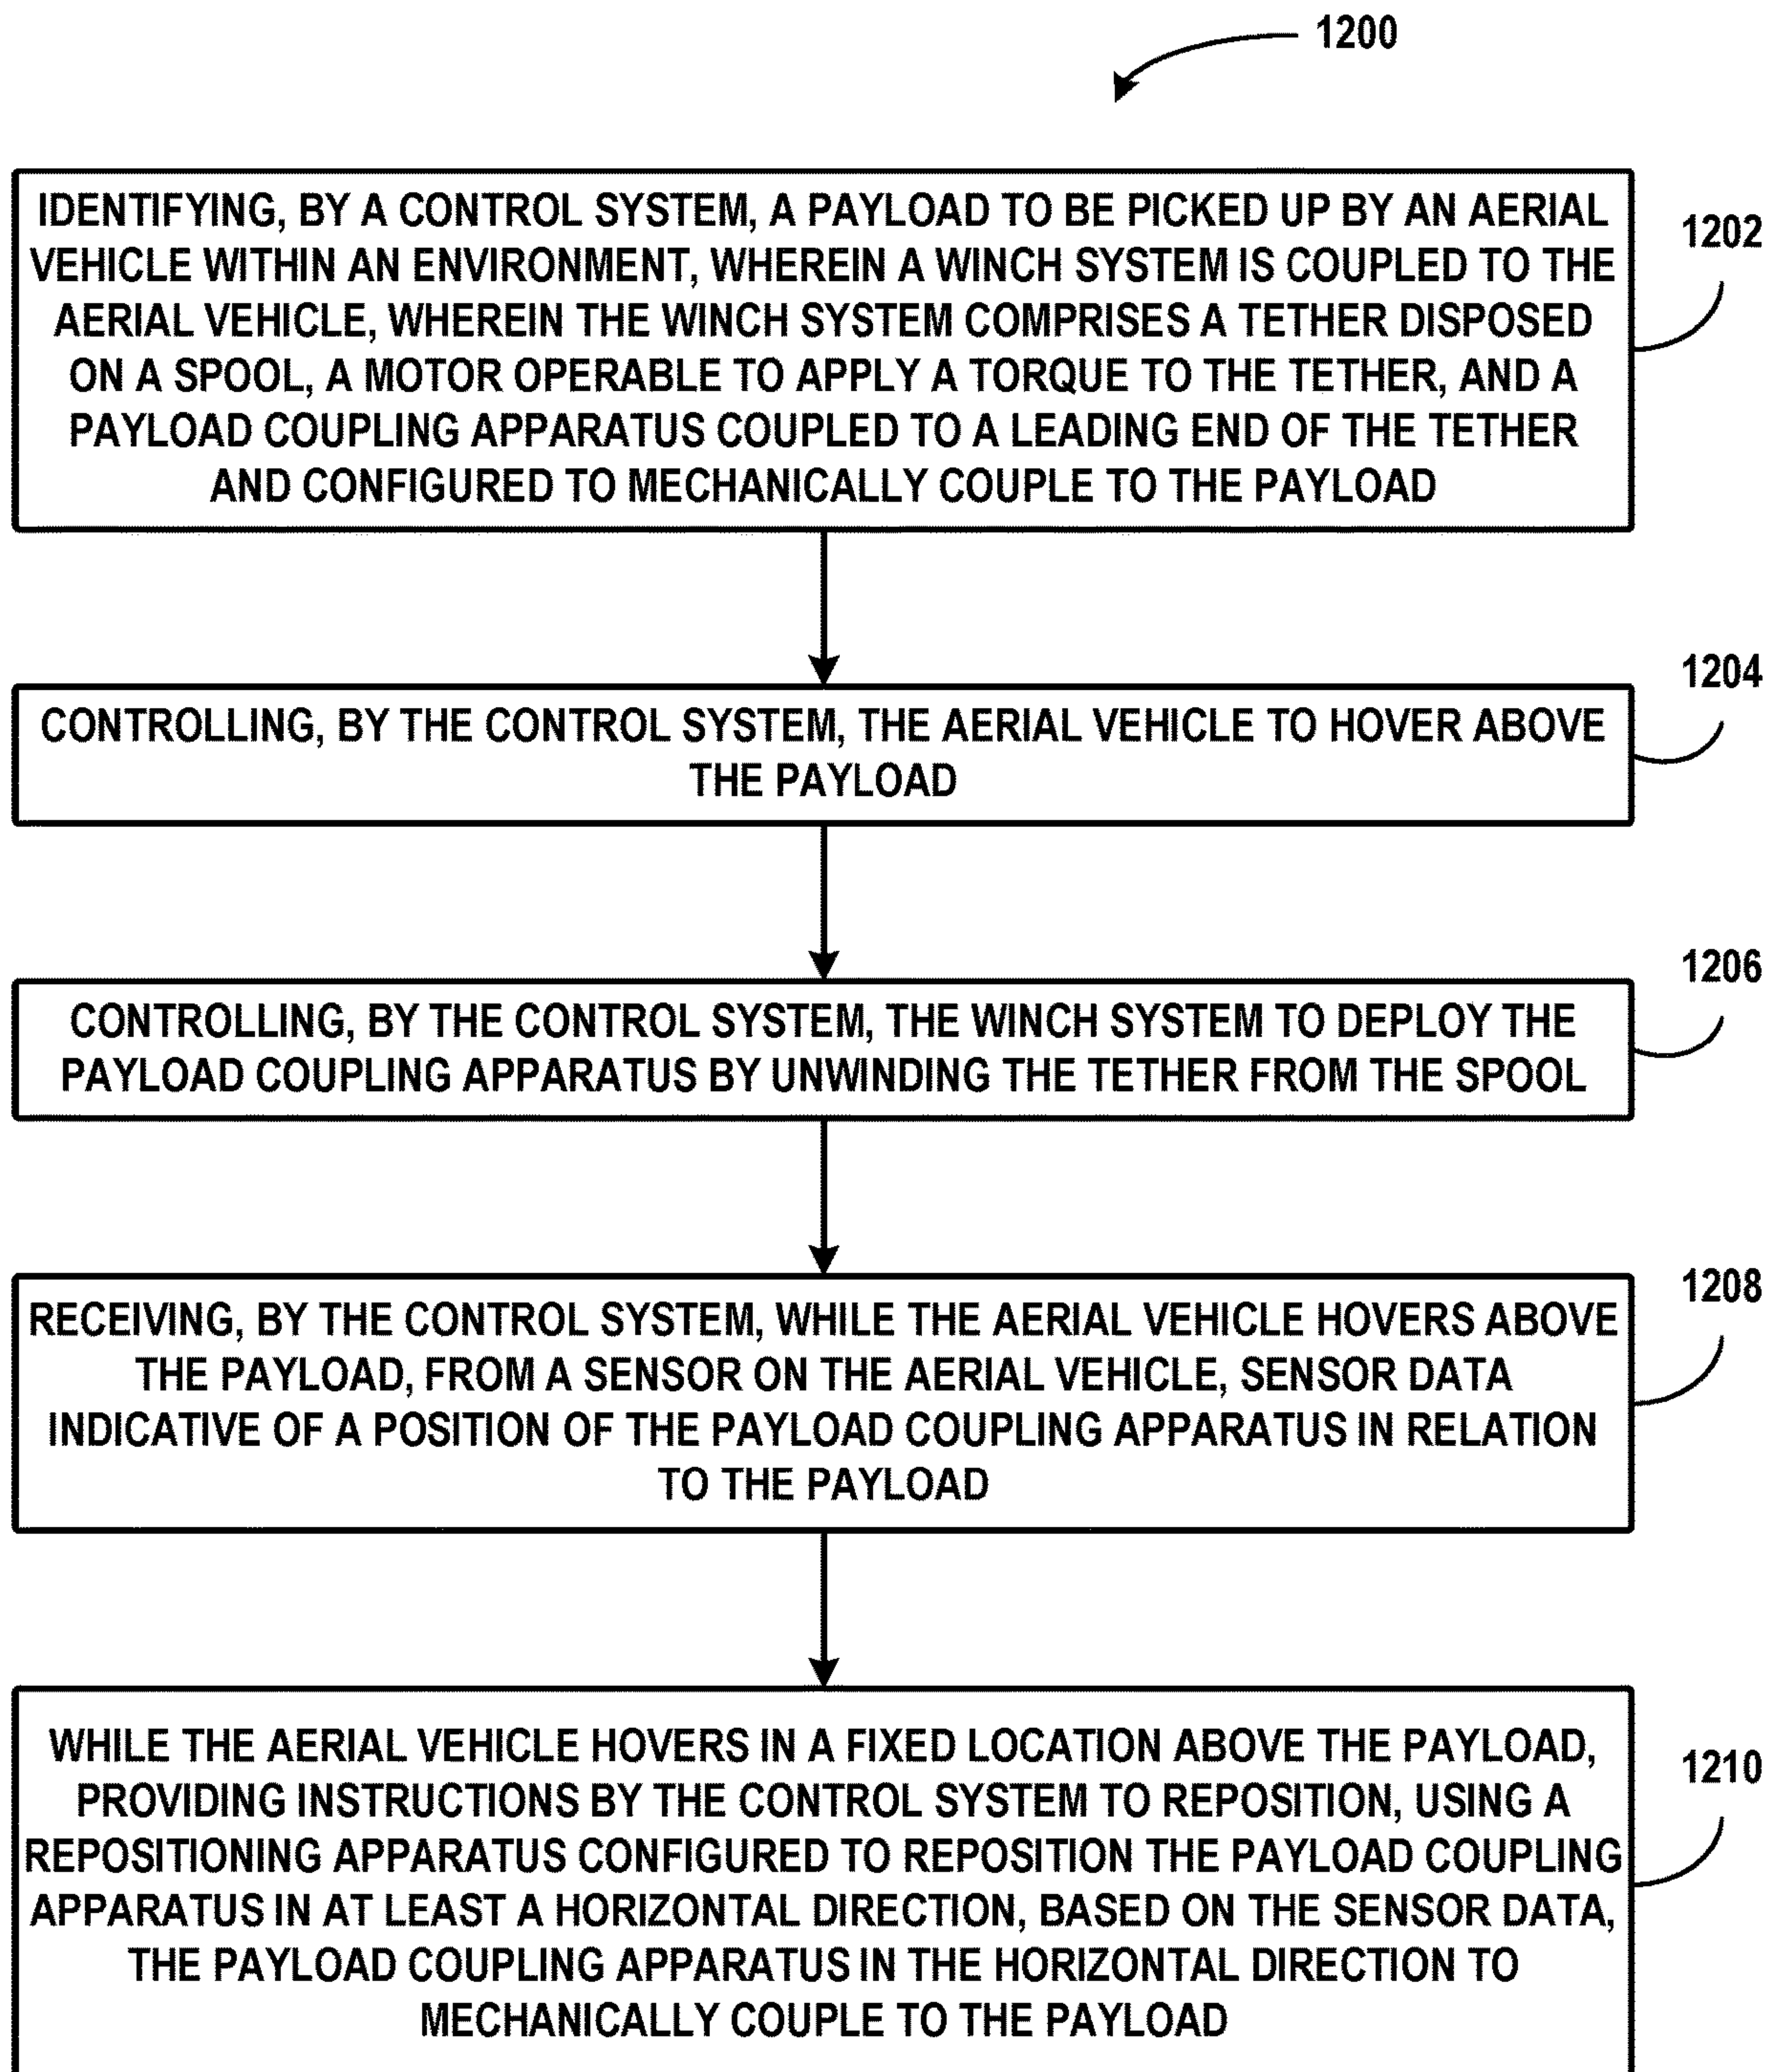 1200
IDENTIFYING, BY A CONTROL SYSTEM, A PAYLOAD TO BE PICKED UP BY AN AERIAL
VEHICLE WITHIN AN ENVIRONMENT, WHEREIN A WINCH SYSTEM IS COUPLED TO THE
AERIAL VEHICLE, WHEREIN THE WINCH SYSTEM COMPRISES A TETHER DISPOSED
ON A SPOOL, A MOTOR OPERABLE TO APPLY A TORQUE TO THE TETHER, AND A
PAYLOAD COUPLING APPARATUS COUPLED TO A LEADING END OF THE TETHER
AND CONFIGURED TO MECHANICALLY COUPLE TO THE PAYLOAD
1202
CONTROLLING, BY THE CONTROL SYSTEM, THE AERIAL VEHICLE TO HOVER ABOVE
THE PAYLOAD
1204
CONTROLLING, BY THE CONTROL SYSTEM, THE WINCH SYSTEM TO DEPLOY THE
PAYLOAD COUPLING APPARATUS BY UNWINDING THE TETHER FROM THE SPOOL
1206
RECEIVING, BY THE CONTROL SYSTEM, WHILE THE AERIAL VEHICLE HOVERS ABOVE
THE PAYLOAD, FROM A SENSOR ON THE AERIAL VEHICLE, SENSOR DATA
INDICATIVE OF A POSITION OF THE PAYLOAD COUPLING APPARATUS IN RELATION
TO THE PAYLOAD
1208
WHILE THE AERIAL VEHICLE HOVERS IN A FIXED LOCATION ABOVE THE PAYLOAD,
PROVIDING INSTRUCTIONS BY THE CONTROL SYSTEM TO REPOSITION, USING A
REPOSITIONING APPARATUS CONFIGURED TO REPOSITION THE PAYLOAD COUPLING
APPARATUS IN AT LEAST A HORIZONTAL DIRECTION, BASED ON THE SENSOR DATA,
THE PAYLOAD COUPLING APPARATUS IN THE HORIZONTAL DIRECTION TO
MECHANICALLY COUPLE TO THE PAYLOAD
1210